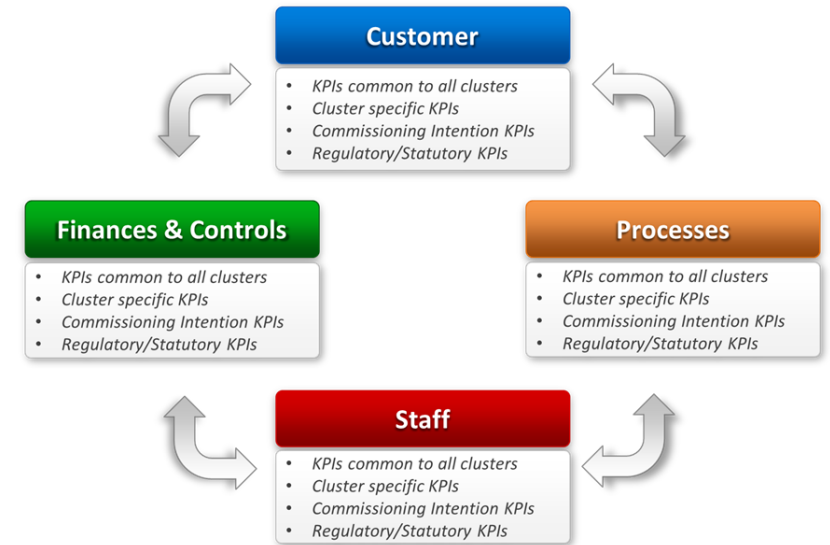 Customer
• KPIs common to all clusters
• Cluster specific KPIs
• Commissioning Intention KPIs
• Regulatory/Statutory KPIs
Finances & Controls
• KPIs common to all clusters
• Cluster specific KPIs
• Commissioning Intention KPIs
• Regulatory/Statutory KPIs
Processes
• KPIs common to all clusters
• Cluster specific KPIs
• Commissioning Intention KPIs
• Regulatory/Statutory KPIs
Staff
• KPIs common to all clusters
• Cluster specific KPIs
• Commissioning Intention KPIs
• Regulatory/Statutory KPIs